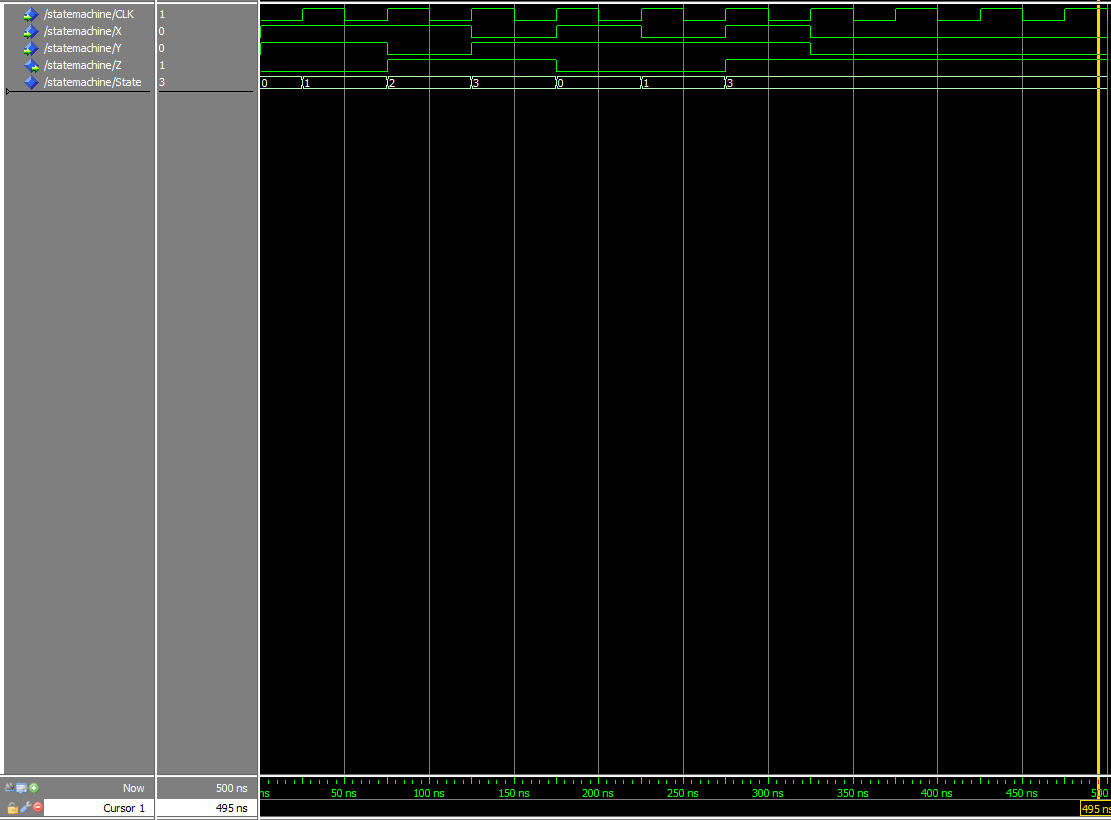 /statemachine/CLK 1
/statemachine/X 0
/statemachine/Y 0
/statemachine/Z 1
/statemachine/State 3 0 1 2 3 0 1 3
Now 500 ns ns 50 ns 100 ns 150 ns 200 ns 250 ns 300 ns 350 ns 400 ns 450 ns 500
Cursor 1 495 ns 495 ns